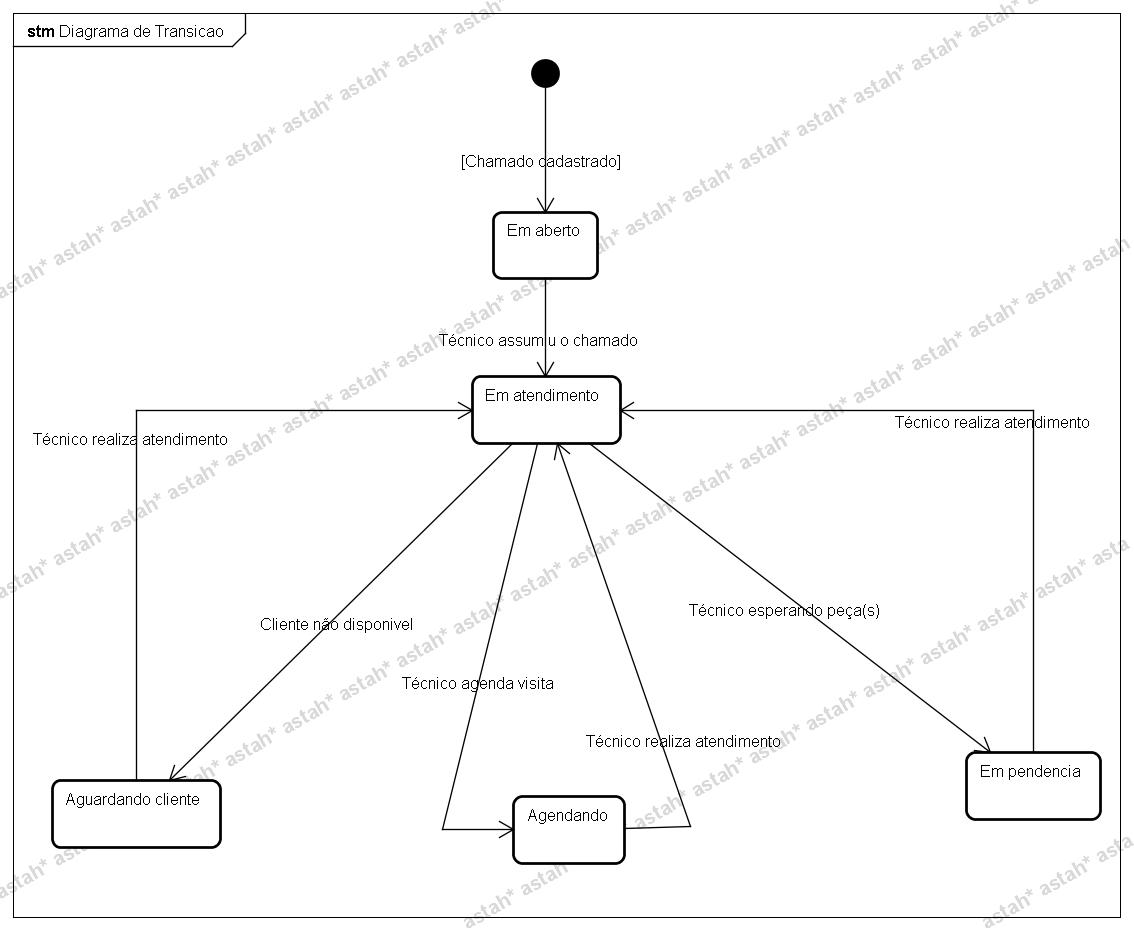 stm Diagrama de Transicao
[Chamado cadastrado]
Em aberto
Técnico assumiu o chamado
Em atendimento
Técnico realiza atendimento
Técnico realiza atendimento
Técnico esperando peça(s)
Cliente não disponivel
Técnico agenda visita
Técnico realiza atendimento
Em pendencia
Aguardando cliente
Agendando